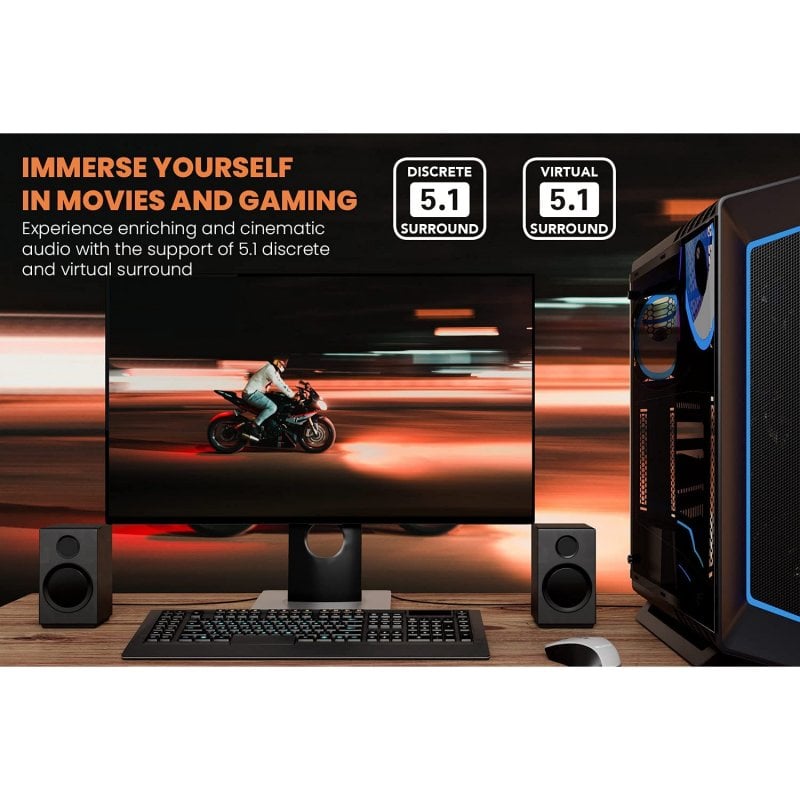 IMMERSE YOURSELF
IN MOVIES AND GAMING
Experience enriching and cinematic
audio with the support of 5.1 discrete
and virtual surround
DISCRETE
5.1
SURROUND
VIRTUAL
5.1
SURROUND